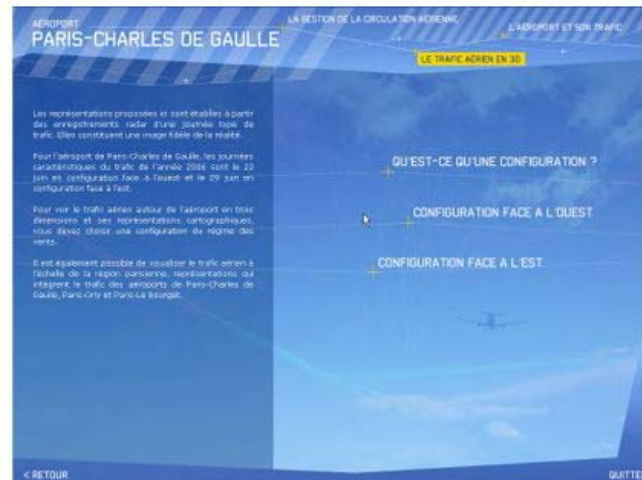 AÉROPORT
PARIS-CHARLES DE GAULLE
LA GESTION DE LA CIRCULATION AÉRIENNE
L'AÉROPORT ET SON TRAFIC
LE TRAFIC AÉRIEN EN 3D
Les représentations proposées ici sont établies à partir
des enregistrements radar d'une journée type de
trafic. Elles constituent une image fidèle de la réalité.
Pour l'aéroport de Paris-Charles de Gaulle, les journées
caractéristiques du trafic de l'année 2006 sont le 22
juin en configuration face à l'ouest et le 29 juin en
configuration face à l'est.
Pour voir le trafic aérien autour de l'aéroport en trois
dimensions et ses représentations cartographiques,
vous devez choisir une configuration du régime des
vents.
Il est également possible de visualiser le trafic aérien à
l'échelle de la région parisienne, représentations qui
intègrent le trafic des aéroports de Paris-Charles de
Gaulle, Paris-Orly et Paris-Le Bourget.
QU'EST-CE QU'UNE CONFIGURATION ?
CONFIGURATION FACE A L'OUEST
CONFIGURATION FACE A L'EST
< RETOUR
QUITTER